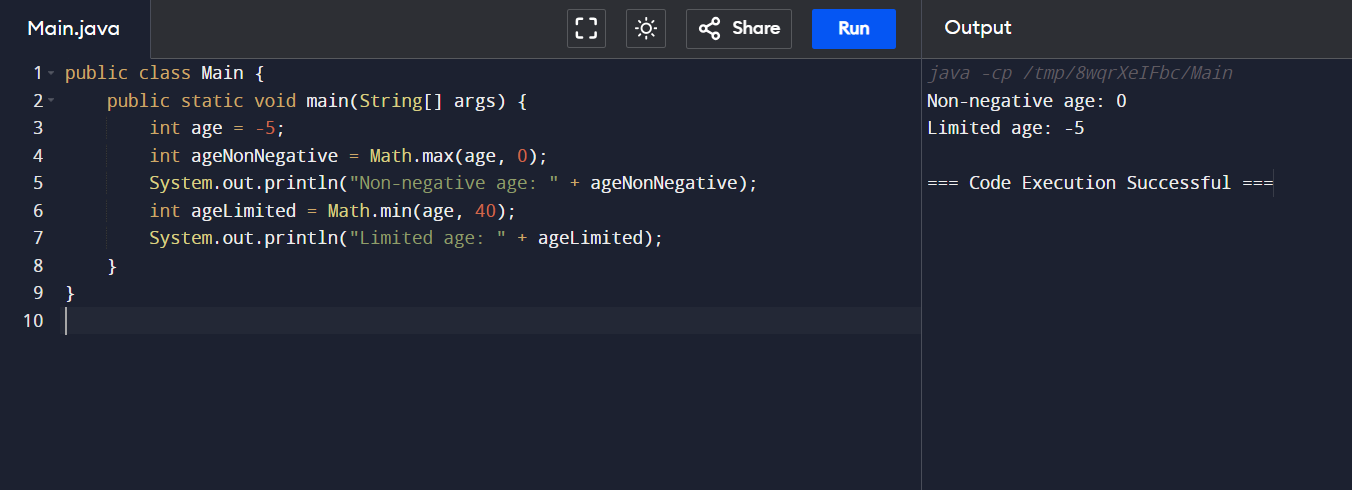 Main.java
Share
Run
Output
1 public class Main {
2     public static void main(String[] args) {
3         int age = -5;
4         int ageNonNegative = Math.max(age, 0);
5         System.out.println("Non-negative age: " + ageNonNegative);
6         int ageLimited = Math.min(age, 40);
7         System.out.println("Limited age: " + ageLimited);
8     }
9 }
10
java -cp /tmp/8wqrXeIFbc/Main
Non-negative age: 0
Limited age: -5
=== Code Execution Successful ===